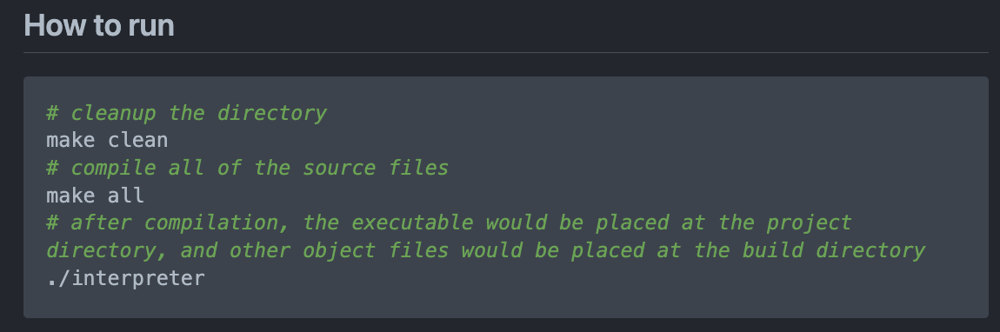 How to run
# cleanup the directory
make clean
# compile all of the source files
make all
# after compilation, the executable would be placed at the project
directory, and other object files would be placed at the build directory
./interpreter